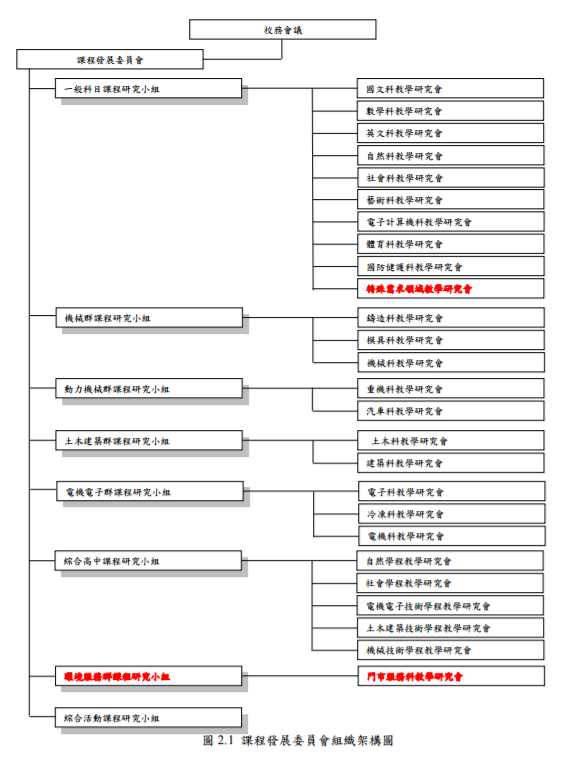 校務會議
課程發展委員會
一般科目課程研究小組
國文科教學研究會
數學科教學研究會
英文科教學研究會
自然科教學研究會
社會科教學研究會
藝術科教學研究會
電子計算機科教學研究會
體育科教學研究會
國防健護科教學研究會
特殊需求領域教學研究會
機械群課程研究小組
鑄造科教學研究會
模具科教學研究會
機械科教學研究會
動力機械群課程研究小組
重機科教學研究會
汽車科教學研究會
土木建築群課程研究小組
土木科教學研究會
建築科教學研究會
電機電子群課程研究小組
電子科教學研究會
冷凍科教學研究會
電機科教學研究會
綜合高中課程研究小組
自然學程教學研究會
社會學程教學研究會
電機電子技術學程教學研究會
土木建築技術學程教學研究會
機械技術學程教學研究會
環境服務群課程研究小組
門市服務科教學研究會
綜合活動課程研究小組
圖 2.1 課程發展委員會組織架構圖